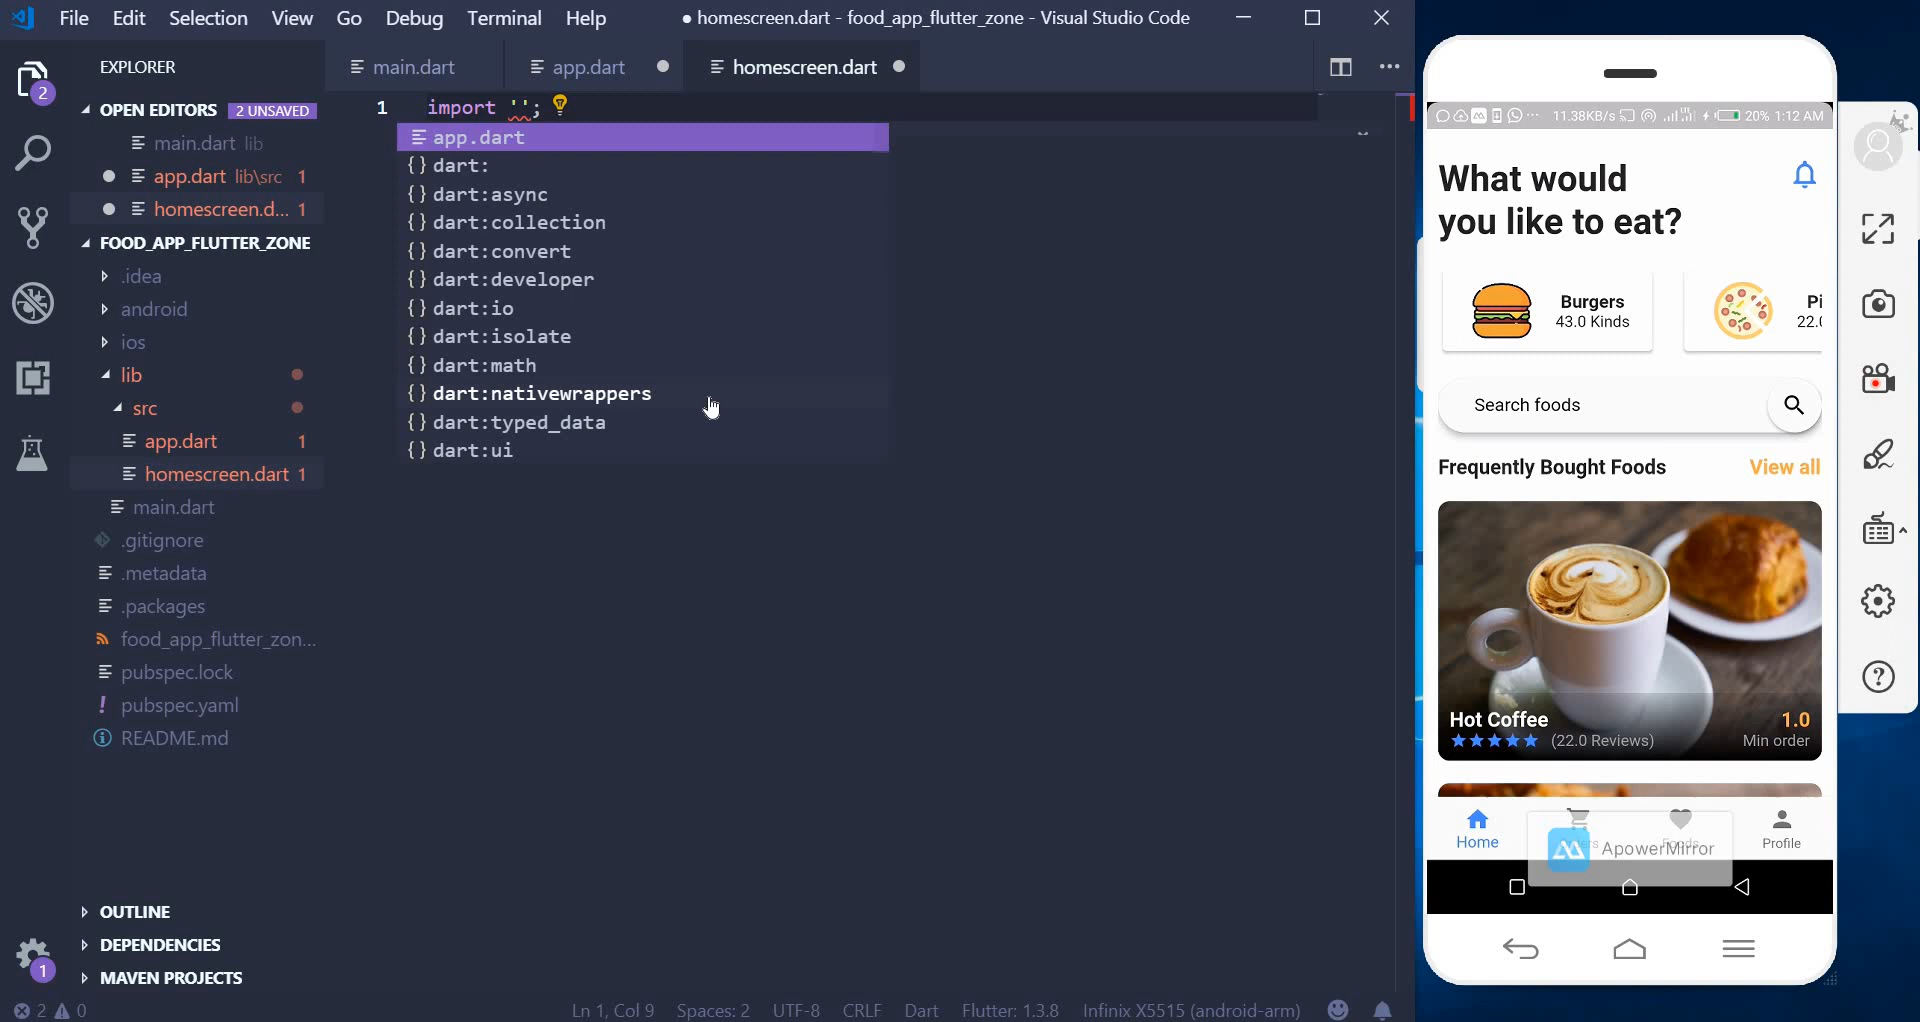 File Edit Selection View Go Debug Terminal Help
● homescreen.dart - food_app_flutter_zone - Visual Studio Code
EXPLORER
2
OPEN EDITORS 2 UNSAVED
main.dart lib
app.dart lib\src 1
homescreen.d... 1
FOOD_APP_FLUTTER_ZONE
.idea
android
ios
lib
src
app.dart 1
homescreen.dart 1
main.dart
.gitignore
.metadata
.packages
food_app_flutter_zon...
pubspec.lock
pubspec.yaml
README.md
OUTLINE
DEPENDENCIES
MAVEN PROJECTS
1
main.dart app.dart homescreen.dart
1 import '';
app.dart
{} dart:
{} dart:async
{} dart:collection
{} dart:convert
{} dart:developer
{} dart:io
{} dart:isolate
{} dart:math
{} dart:nativewrappers
{} dart:typed_data
{} dart:ui
2 0 Ln 1, Col 9 Spaces: 2 UTF-8 CRLF Dart Flutter: 1.3.8 Infinix X5515 (android-arm)
11.38KB/s 20% 1:12 AM
What would
you like to eat?
Burgers
43.0 Kinds
Search foods
Frequently Bought Foods View all
Hot Coffee 1.0
(22.0 Reviews) Min order
Home Profile
ApowerMirror